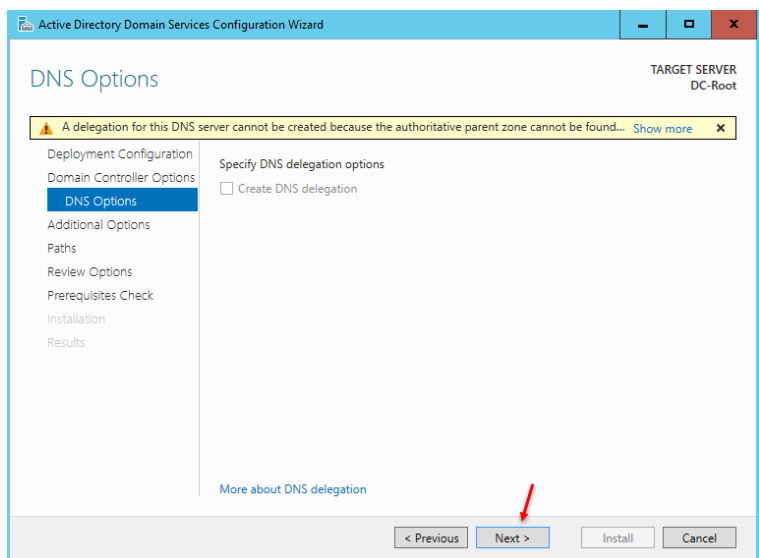 Active Directory Domain Services Configuration Wizard
DNS Options
TARGET SERVER
DC-Root
A delegation for this DNS server cannot be created because the authoritative parent zone cannot be found... Show more
Deployment Configuration
Domain Controller Options
DNS Options
Additional Options
Paths
Review Options
Prerequisites Check
Installation
Results
Specify DNS delegation options
Create DNS delegation
More about DNS delegation
< Previous Next > Install Cancel